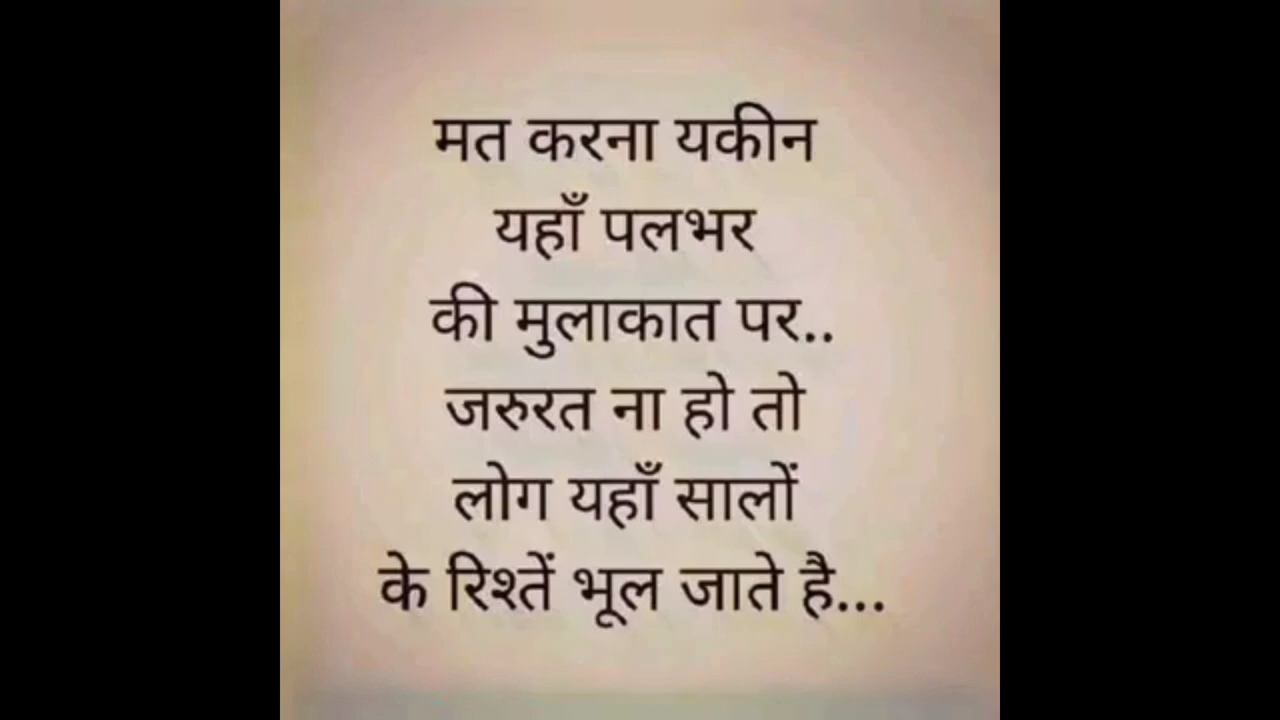 मत करना यकीन
यहाँ पलभर
की मुलाकात पर..
जरुरत ना हो तो
लोग यहाँ सालों
के रिश्तें भूल जाते है...